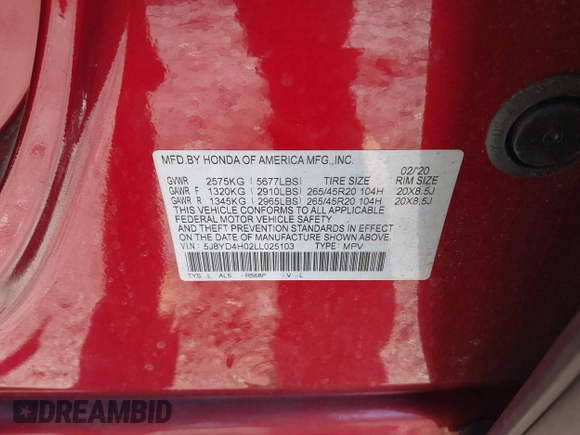 MFD.BY HONDA OF AMERICA MFG.,INC.
02/20
GVWR 2575KG ( 5677LBS) TIRE SIZE RIM SIZE
GAWR F 1320KG ( 2910LBS) 265/45R20 104H 20X8.5J
GAWR R 1345KG ( 2965LBS) 265/45R20 104H 20X8.5J
THIS VEHICLE CONFORMS TO ALL APPLICABLE
FEDERAL MOTOR VEHICLE SAFETY
AND THEFT PREVENTION STANDARDS IN
EFFECT ON THE DATE OF MANUFACTURE
SHOWN ABOVE.
V.I.N: 5J8YD4H02LL025103 TYPE: MPV
TYS L AL5 -R568P -V-L
DREAMBID